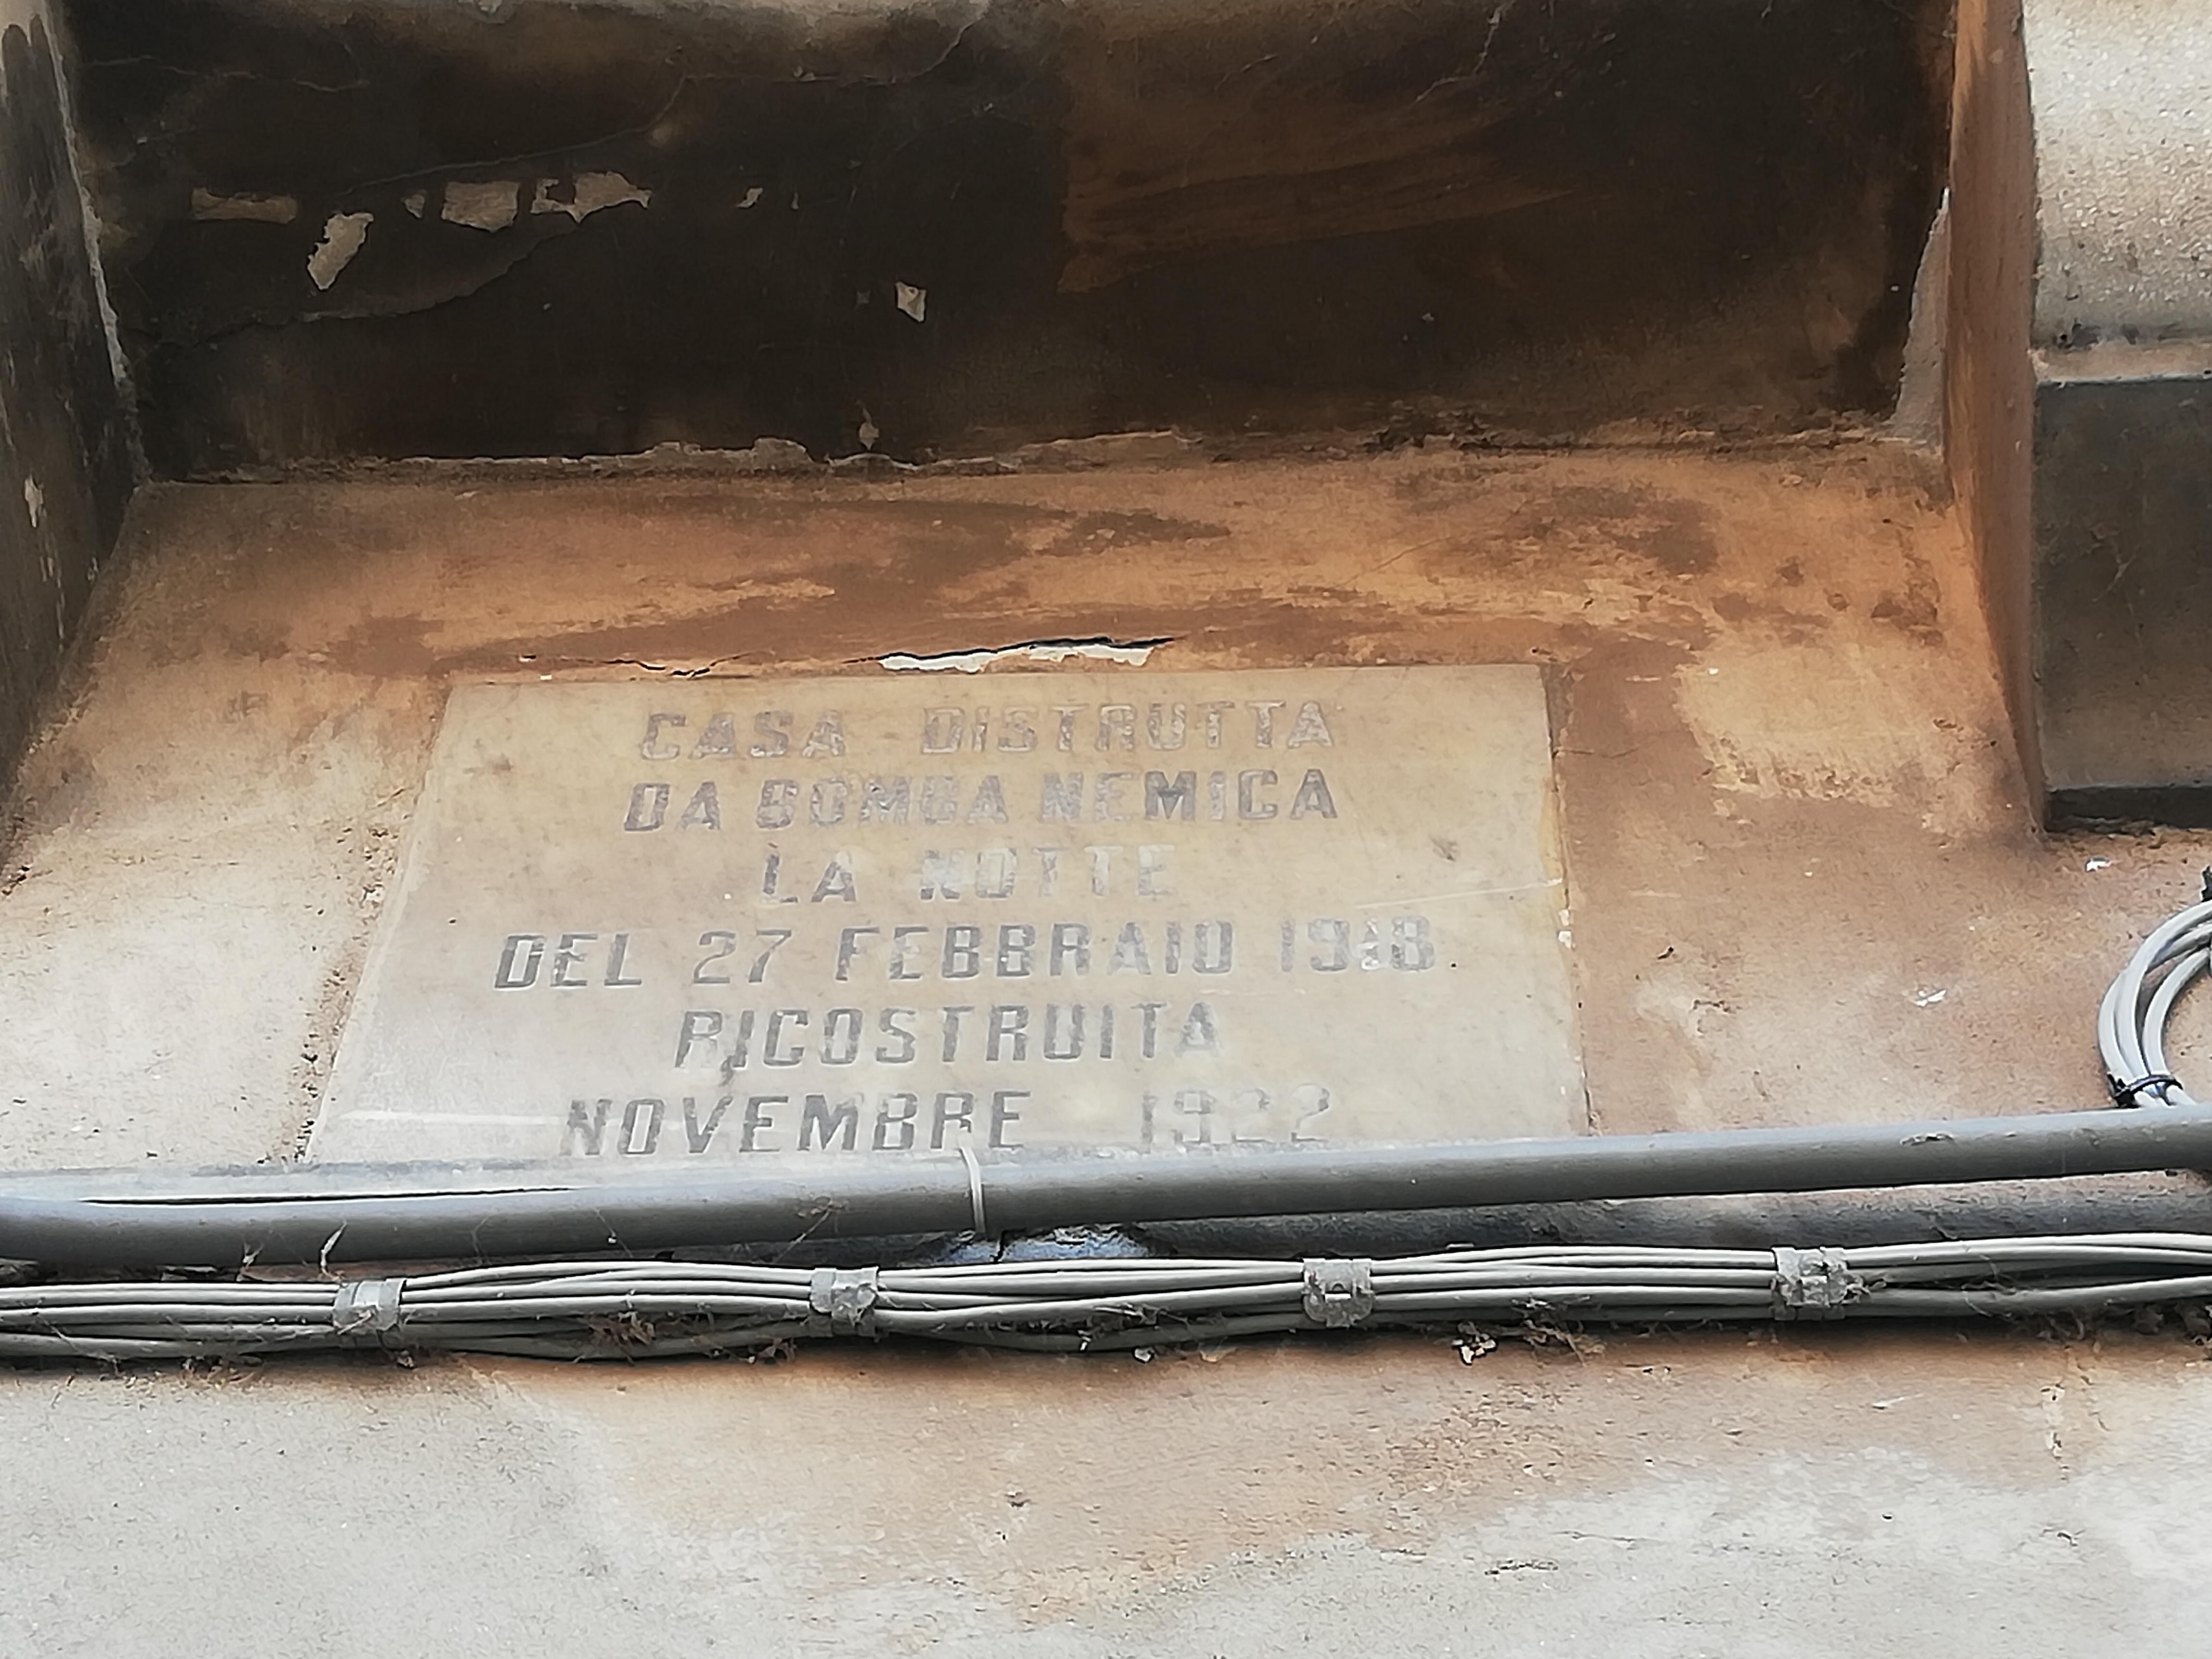 CASA DISTRUTTA
DA BOMBA NEMICA
LA NOTTE
DEL 27 FEBBRAIO 1918
RICOSTRUITA
NOVEMBRE 1922